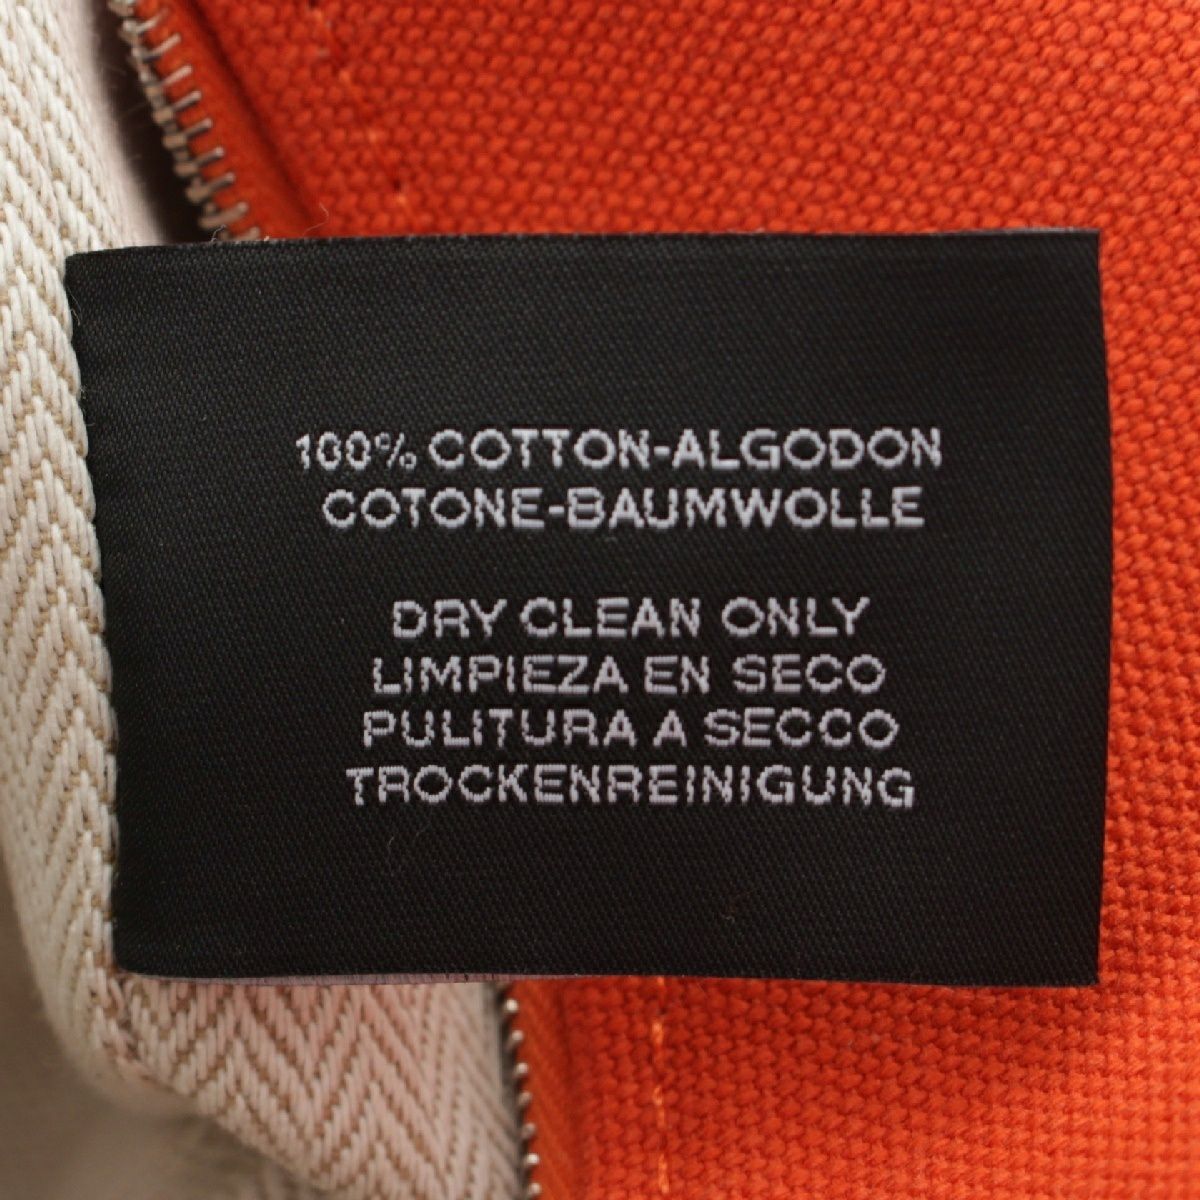 100% COTTON-ALGODON
COTONE-BAUMWOLLE
DRY CLEAN ONLY
LIMPIEZA EN SECO
PULITURA A SECCO
TROCKENREINIGUNG